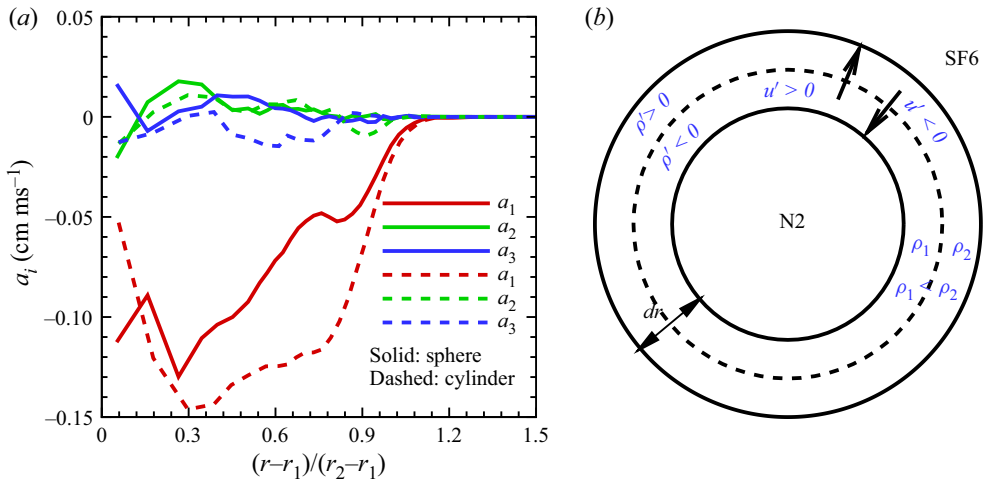 (a)
0.05
0
−0.05
−0.10
−0.15
a_i (cm ms⁻¹)
a₁
a₂
a₃
a₁
a₂
a₃
Solid: sphere
Dashed: cylinder
0
0.3
0.6
0.9
1.2
1.5
(r–r₁)/(r₂–r₁)
(b)
SF6
u′ > 0
u′ < 0
ρ′ > 0
ρ′ < 0
N2
ρ₁
ρ₂
ρ₁ < ρ₂
dr